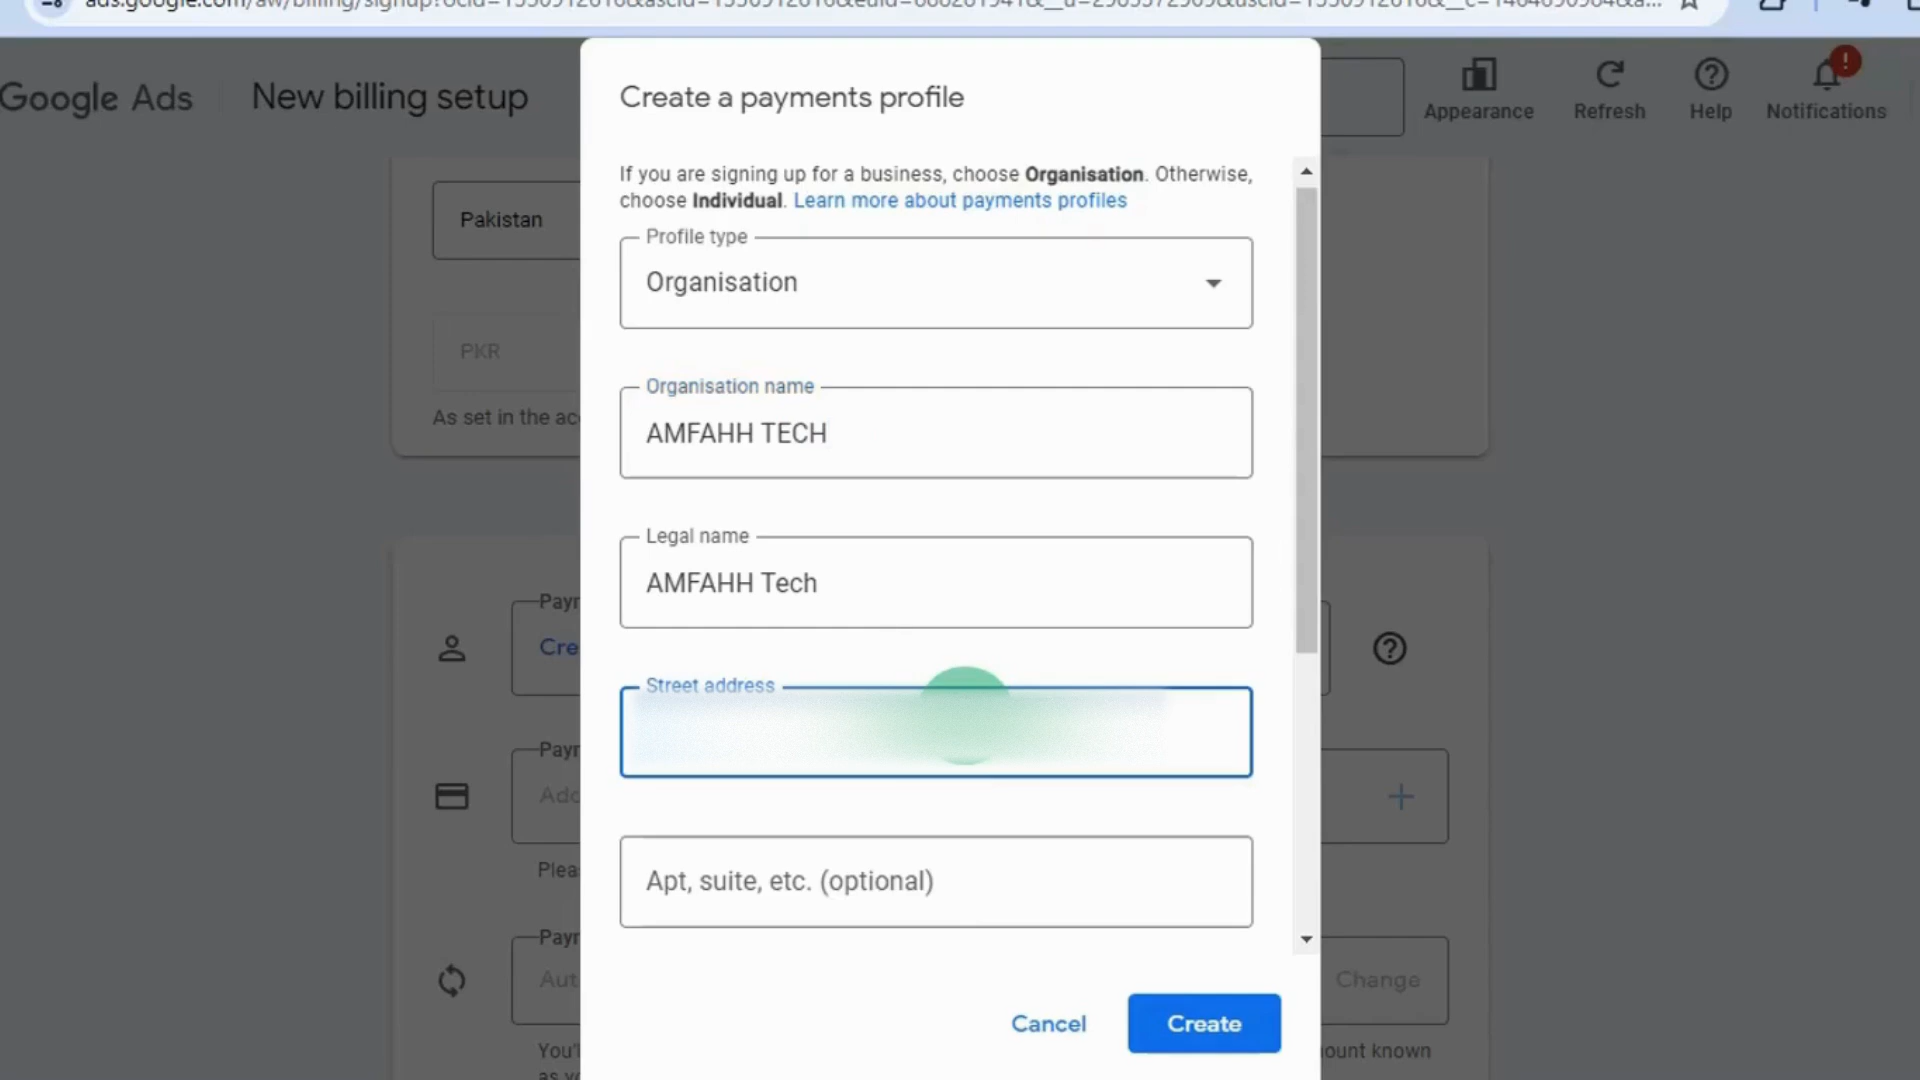 Google Ads
New billing setup
Create a payments profile
Appearance
Refresh
Help
Notifications
!
If you are signing up for a business, choose Organisation. Otherwise,
choose Individual. Learn more about payments profiles
Pakistan
Profile type
Organisation
PKR
As set in the
Organisation name
AMFAHH TECH
Legal name
AMFAHH Tech
Cre
Street address
Apt, suite, etc. (optional)
Change
Cancel
Create
ount known